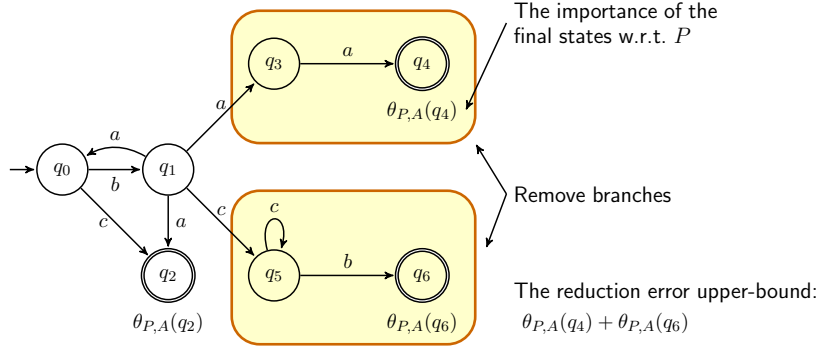 The importance of the
final states w.r.t. P
q3
a
q4
θP,A(q4)
a
a
q0
b
q1
Remove branches
c
a
c
c
q2
q5
b
q6
θP,A(q2)
θP,A(q6)
The reduction error upper-bound:
θP,A(q4) + θP,A(q6)